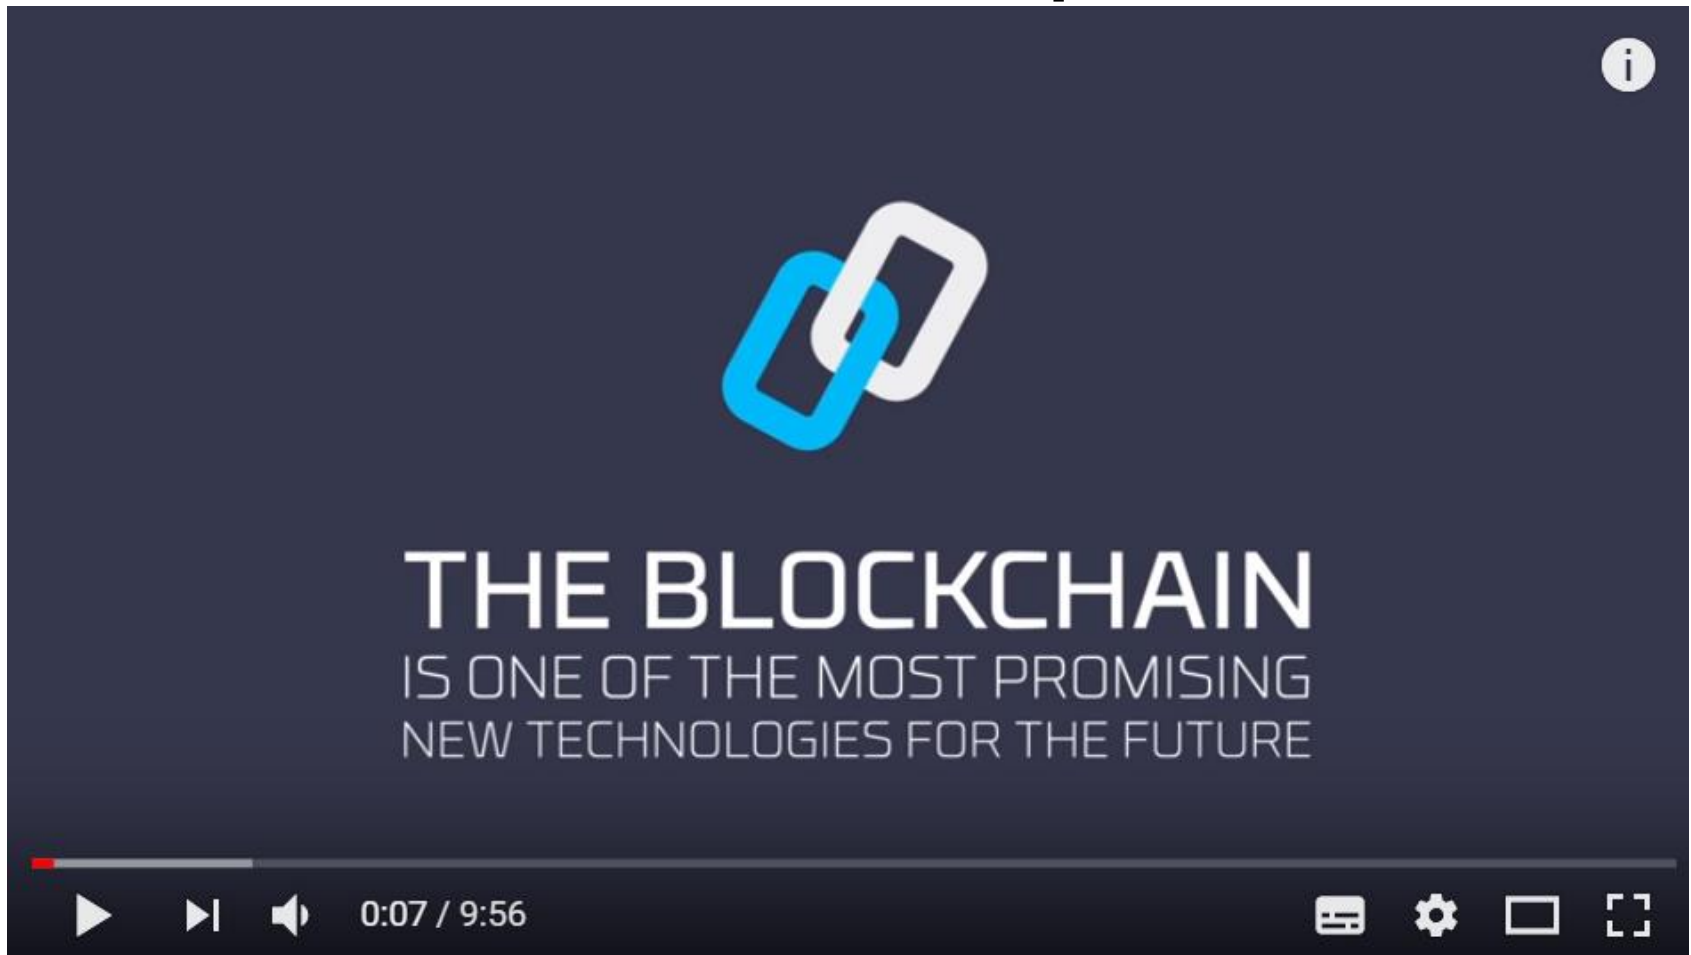 i
THE BLOCKCHAIN
IS ONE OF THE MOST PROMISING
NEW TECHNOLOGIES FOR THE FUTURE
0:07 / 9:56